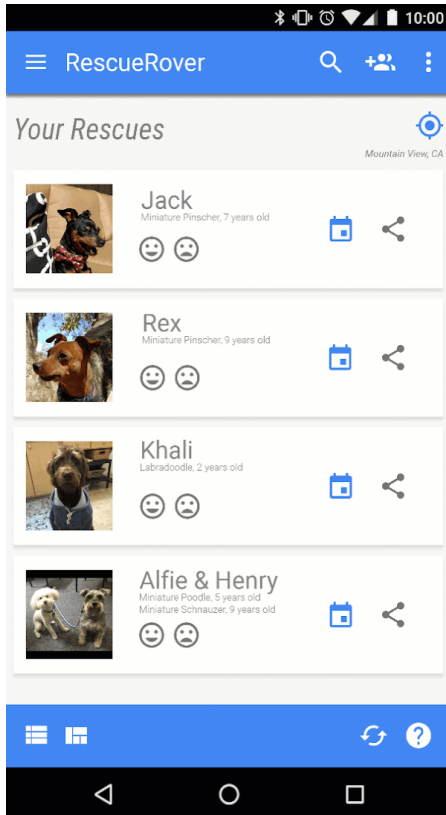 10:00
RescueRover
Your Rescues
Mountain View, CA
Jack
Miniature Pinscher, 7 years old
Rex
Miniature Pinscher, 9 years old
Khali
Labradoodle, 2 years old
Alfie & Henry
Miniature Poodle, 5 years old
Miniature Schnauzer, 9 years old